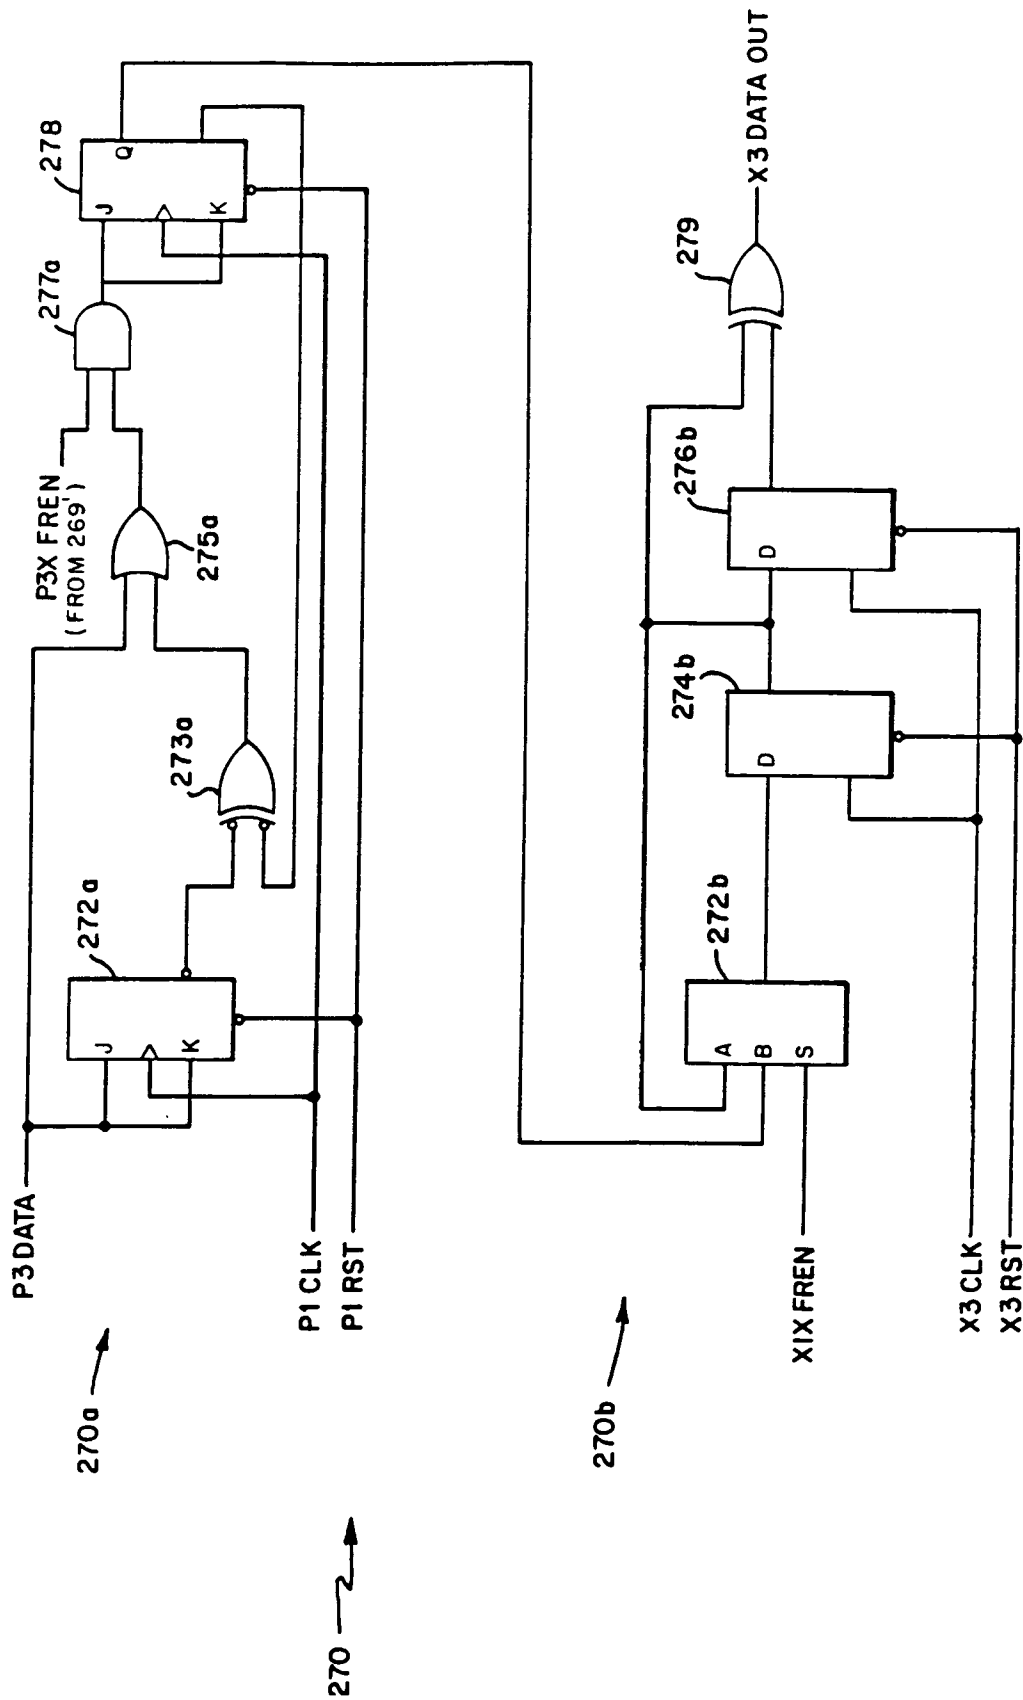 270
270a
P3 DATA
P1 CLK
P1 RST
272a
J
K
273a
275a
P3X FREN
(FROM 269')
277a
278
J
K
Q
270b
X1X FREN
X3 CLK
X3 RST
272b
A
B
S
274b
D
276b
D
279
X3 DATA OUT